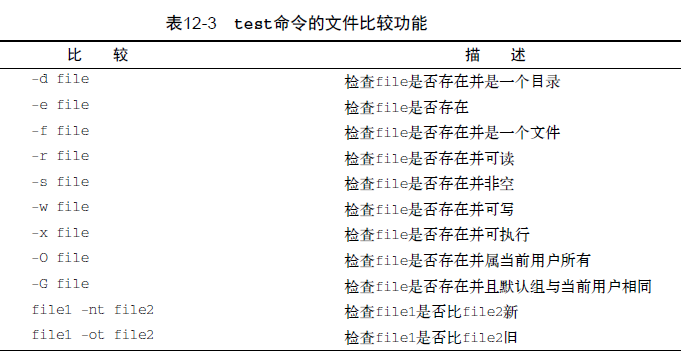 表12-3 test命令的文件比较功能
比 较 描 述
-d file 检查file是否存在并是一个目录
-e file 检查file是否存在
-f file 检查file是否存在并是一个文件
-r file 检查file是否存在并可读
-s file 检查file是否存在并非空
-w file 检查file是否存在并可写
-x file 检查file是否存在并可执行
-O file 检查file是否存在并属当前用户所有
-G file 检查file是否存在并且默认组与当前用户相同
file1 -nt file2 检查file1是否比file2新
file1 -ot file2 检查file1是否比file2旧